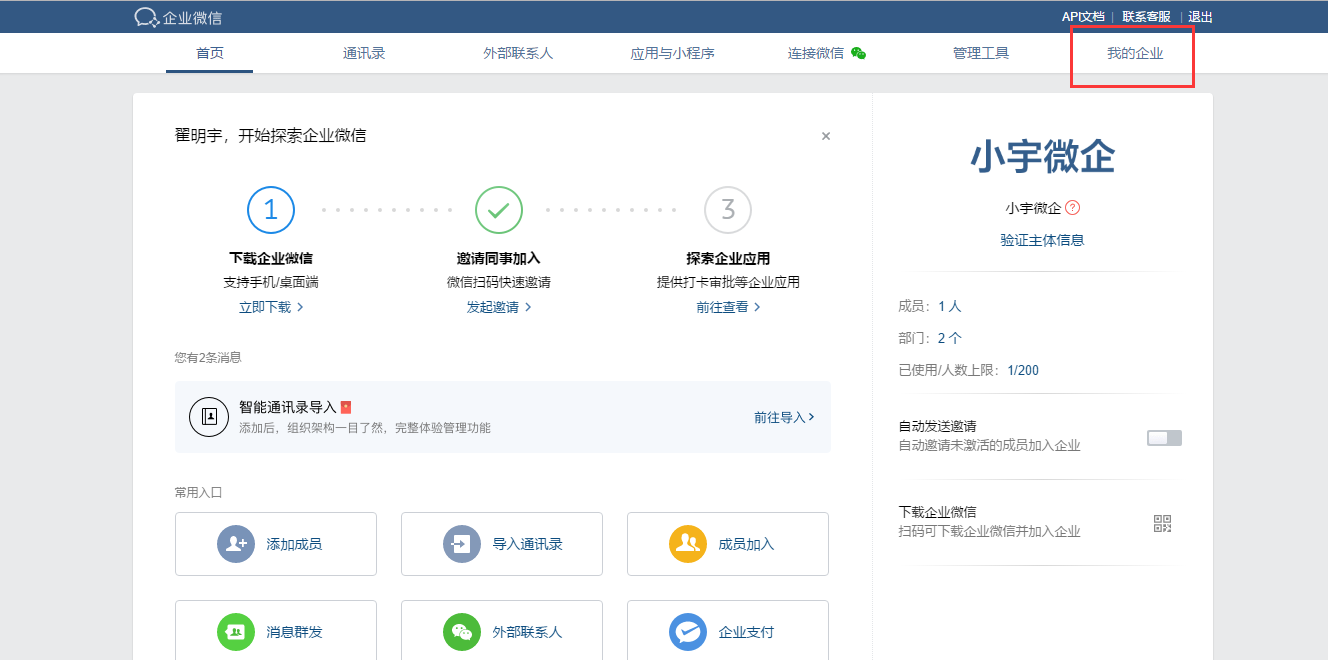 企业微信
API文档 | 联系客服 | 退出
首页 通讯录 外部联系人 应用与小程序 连接微信 管理工具 我的企业
翟明宇，开始探索企业微信 ×
1 3
下载企业微信 邀请同事加入 探索企业应用
支持手机/桌面端 微信扫码快速邀请 提供打卡审批等企业应用
立即下载 > 发起邀请 > 前往查看 >
您有2条消息
智能通讯录导入
添加后，组织架构一目了然，完整体验管理功能
前往导入 >
常用入口
添加成员 导入通讯录 成员加入
消息群发 外部联系人 企业支付
小宇微企
小宇微企 ?
验证主体信息
成员： 1 人
部门： 2 个
已使用/人数上限： 1/200
自动发送邀请
自动邀请未激活的成员加入企业
下载企业微信
扫码可下载企业微信并加入企业